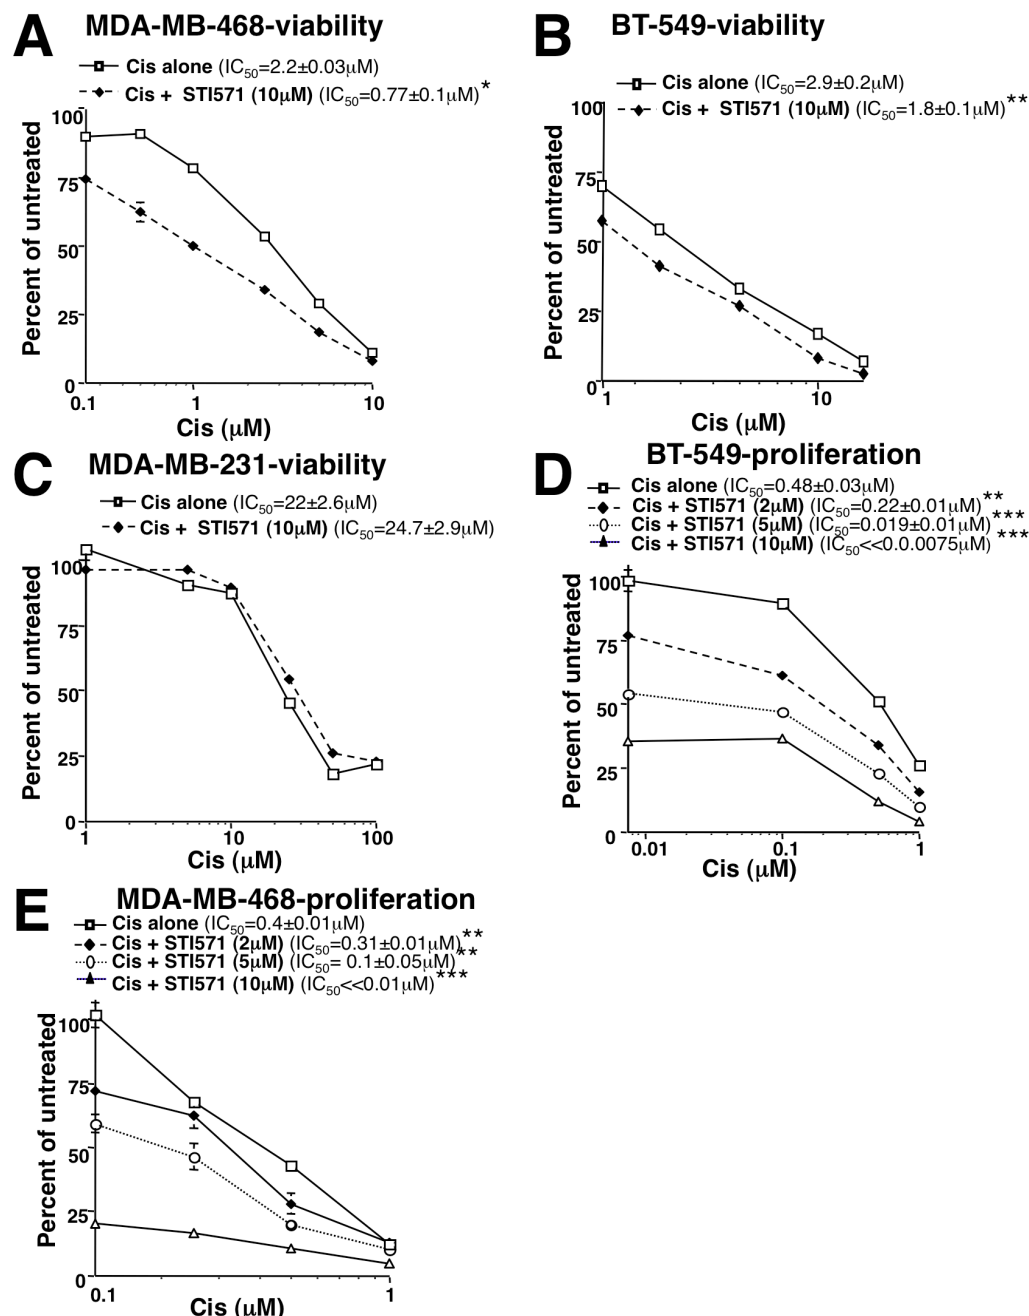 A
MDA-MB-468-viability
Cis alone (IC50=2.2±0.03µM)
Cis + STI571 (10µM) (IC50=0.77±0.1µM)*
Percent of untreated
100
75
50
25
0
0.1
1
10
Cis (µM)
B
BT-549-viability
Cis alone (IC50=2.9±0.2µM)
Cis + STI571 (10µM) (IC50=1.8±0.1µM)**
Percent of untreated
100
75
50
25
0
1
10
Cis (µM)
C
MDA-MB-231-viability
Cis alone (IC50=22±2.6µM)
Cis + STI571 (10µM) (IC50=24.7±2.9µM)
Percent of untreated
100
75
50
25
0
1
10
100
Cis (µM)
D
BT-549-proliferation
Cis alone (IC50=0.48±0.03µM)
Cis + STI571 (2µM) (IC50=0.22±0.01µM)**
Cis + STI571 (5µM) (IC50=0.019±0.01µM)***
Cis + STI571 (10µM) (IC50<<0.0.0075µM)***
Percent of untreated
100
75
50
25
0
0.01
0.1
1
Cis (µM)
E
MDA-MB-468-proliferation
Cis alone (IC50=0.4±0.01µM)
Cis + STI571 (2µM) (IC50=0.31±0.01µM)**
Cis + STI571 (5µM) (IC50= 0.1±0.05µM)**
Cis + STI571 (10µM) (IC50<<0.01µM)***
Percent of untreated
100
75
50
25
0
0.1
1
Cis (µM)